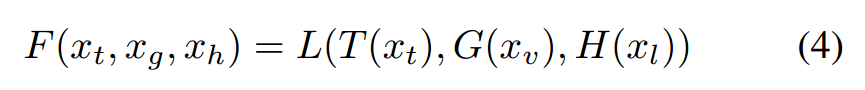 F(x_t, x_g, x_h) = L(T(x_t), G(x_v), H(x_l)) (4)